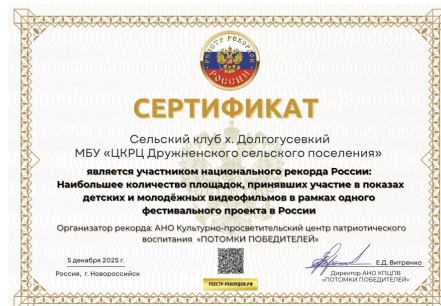 РЕЕСТР РЕКОРДОВ
РОССИИ
СЕРТИФИКАТ
Сельский клуб х. Долгогусевкий
МБУ «ЦКРЦ Дружненского сельского поселения»
является участником национального рекорда России:
Наибольшее количество площадок, принявших участие в показах
детских и молодёжных видеофильмов в рамках одного
фестивального проекта в России
Организатор рекорда: АНО Культурно-просветительский центр патриотического
воспитания «ПОТОМКИ ПОБЕДИТЕЛЕЙ»
5 декабря 2025 г.
Россия, г. Новороссийск
РЕЕСТР-РЕКОРДОВ.РФ
Е.Д. Витренко
Директор АНО КПЦПВ
«ПОТОМКИ ПОБЕДИТЕЛЕЙ»